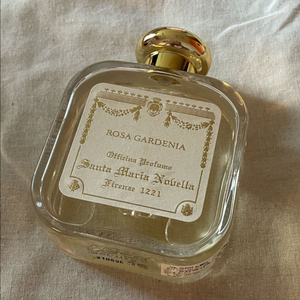 ROSA GARDENIA
Officina Profumo
Santa Maria Novella
Firenze 1221